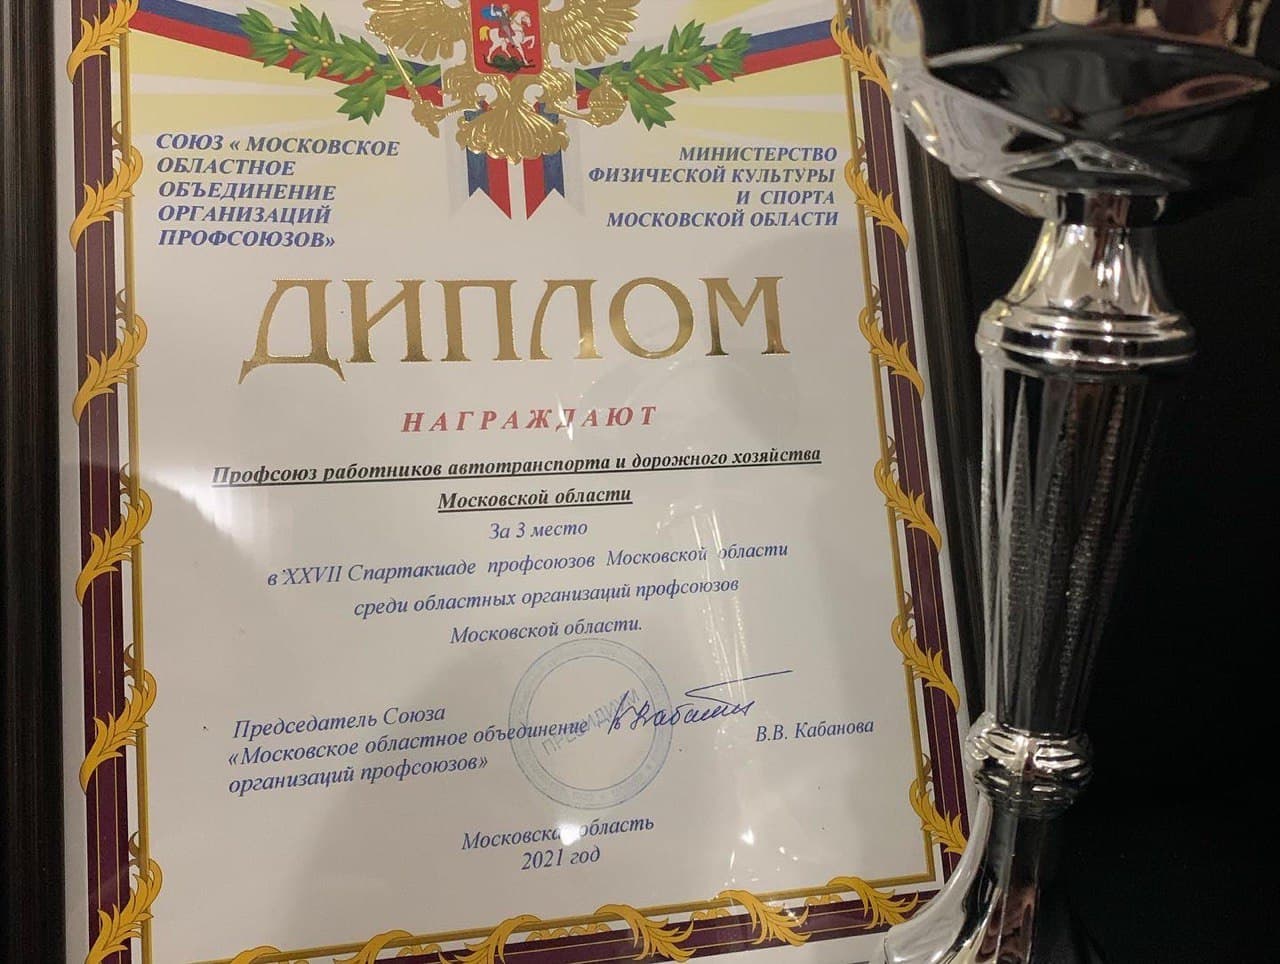 СОЮЗ « МОСКОВСКОЕ
ОБЛАСТНОЕ
ОБЪЕДИНЕНИЕ
ОРГАНИЗАЦИЙ
ПРОФСОЮЗОВ»
МИНИСТЕРСТВО
ФИЗИЧЕСКОЙ КУЛЬТУРЫ
И СПОРТА
МОСКОВСКОЙ ОБЛАСТИ
ДИПЛОМ
НАГРАЖДАЮТ
Профсоюз работников автотранспорта и дорожного хозяйства
Московской области
За 3 место
в XXVII Спартакиаде профсоюзов Московской области
среди областных организаций профсоюзов
Московской области.
Председатель Союза
«Московское областное объединение
организаций профсоюзов»
ПРЕЗИДИУМ
В.В. Кабанова
Московская область
2021 год